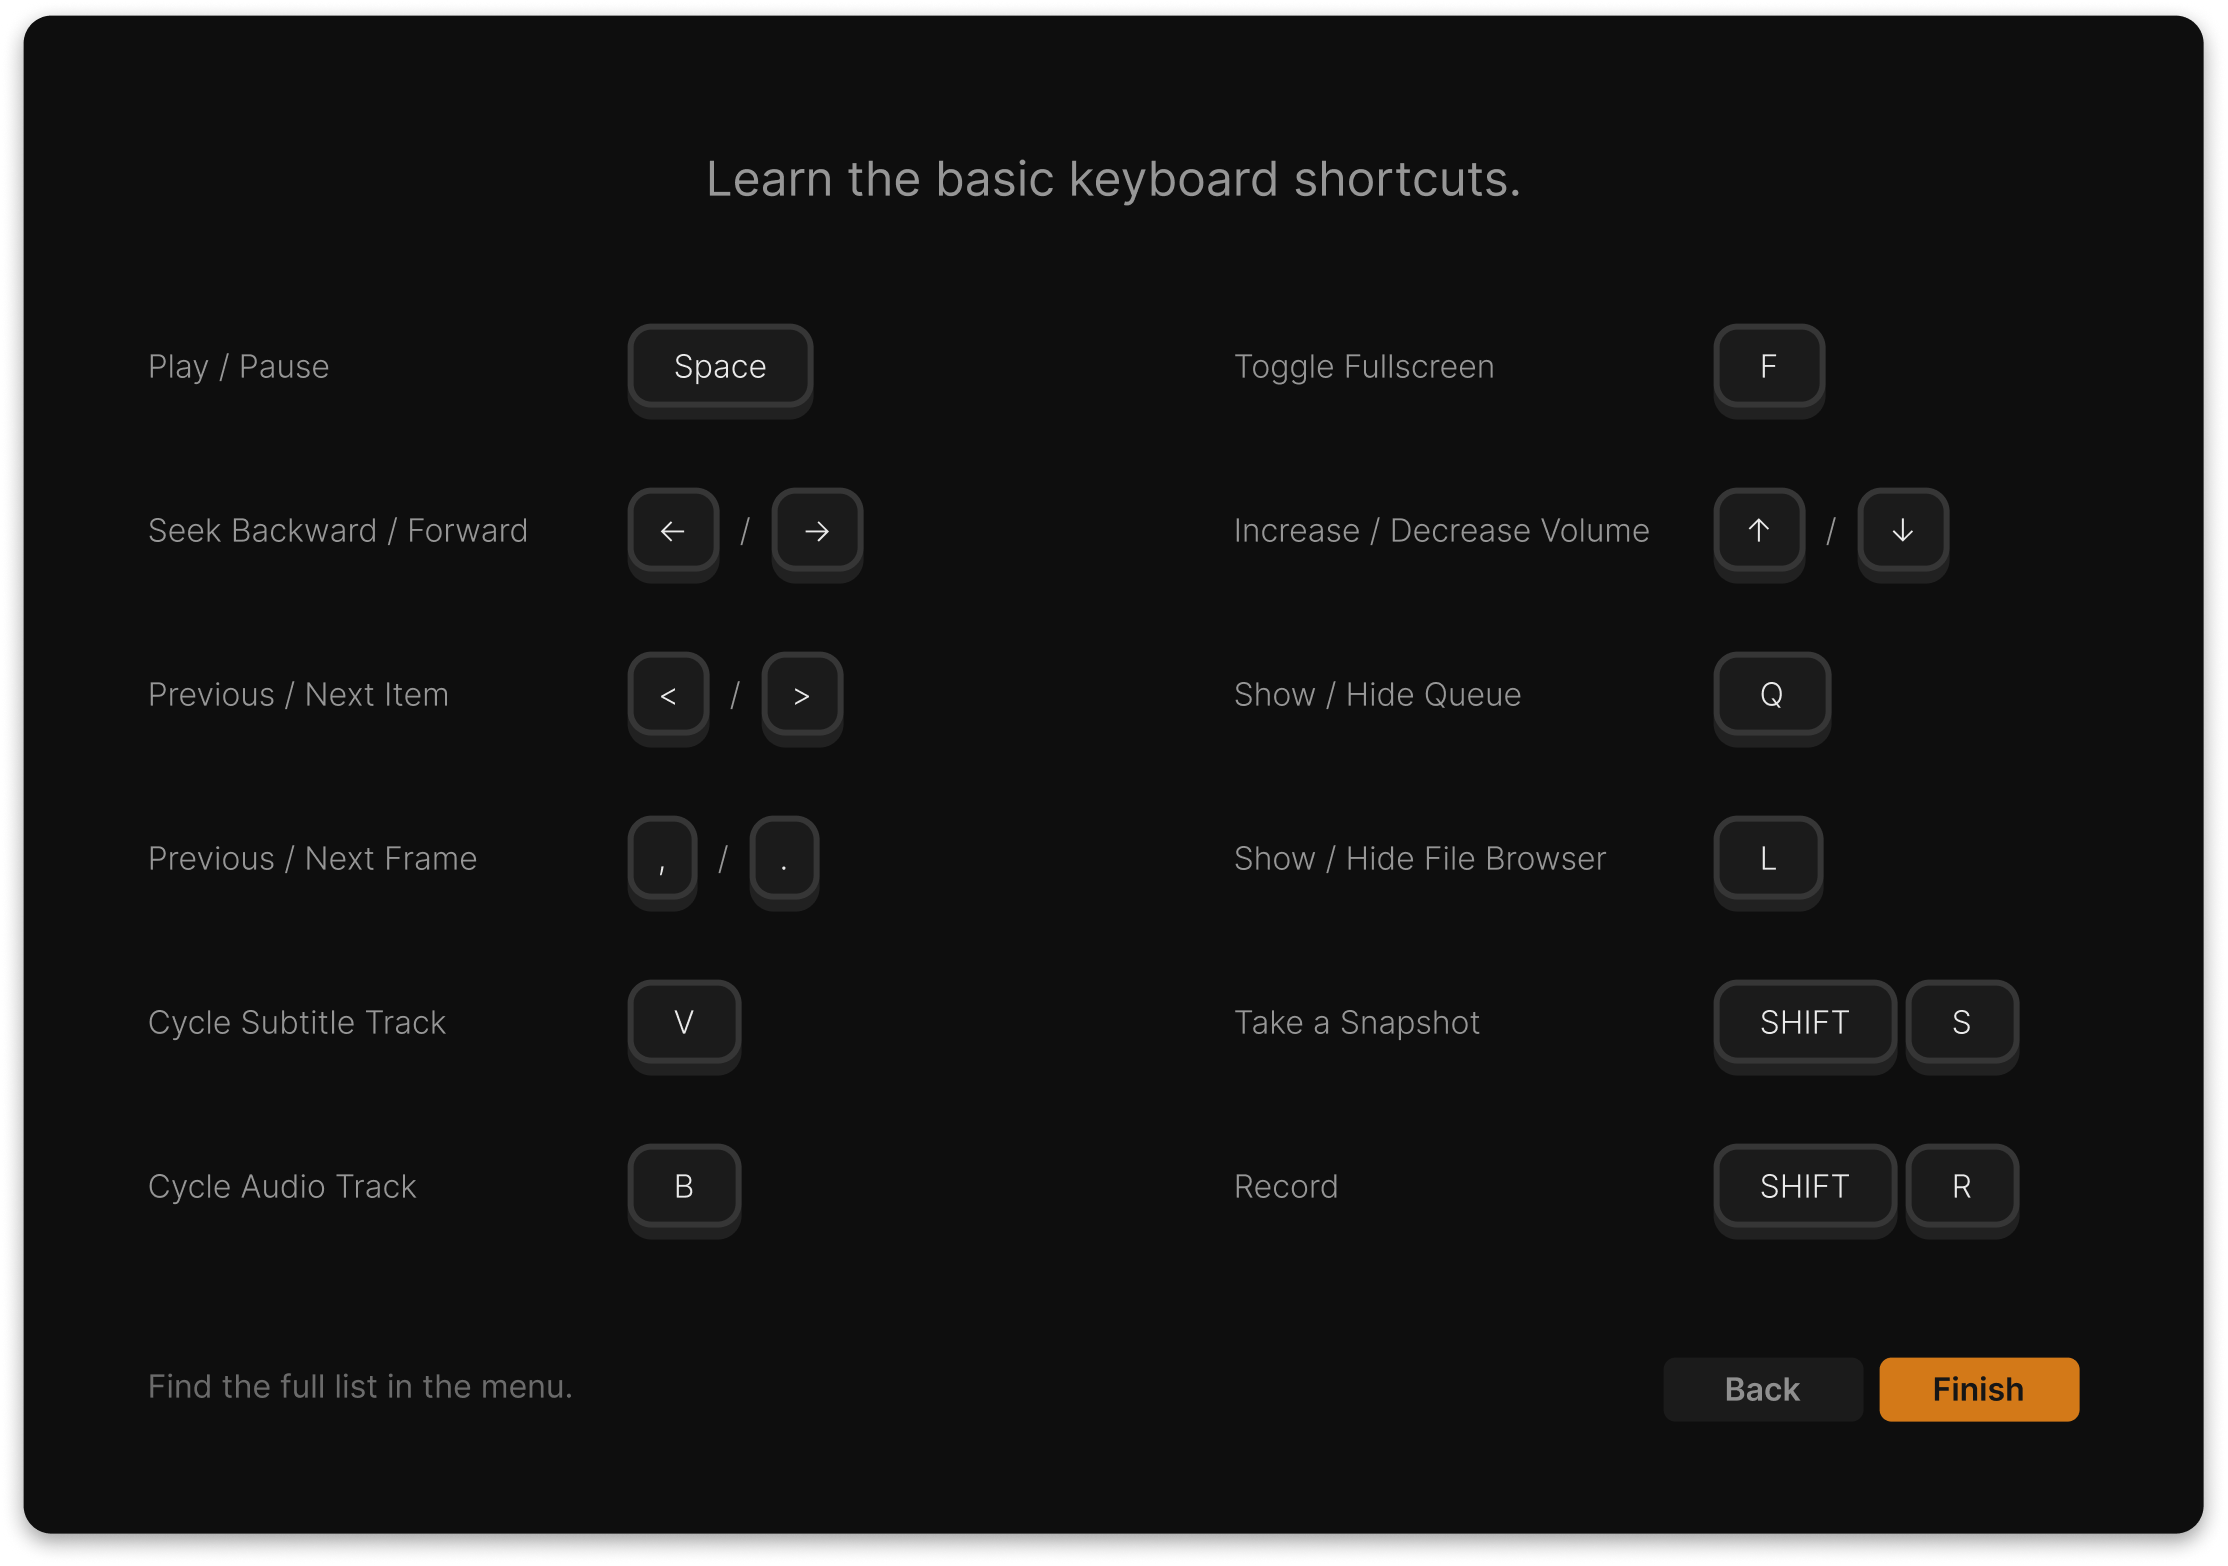 Learn the basic keyboard shortcuts.
Play / Pause Space
Seek Backward / Forward ← / →
Previous / Next Item < / >
Previous / Next Frame , / .
Cycle Subtitle Track V
Cycle Audio Track B
Toggle Fullscreen F
Increase / Decrease Volume ↑ / ↓
Show / Hide Queue Q
Show / Hide File Browser L
Take a Snapshot SHIFT S
Record SHIFT R
Find the full list in the menu.
Back Finish